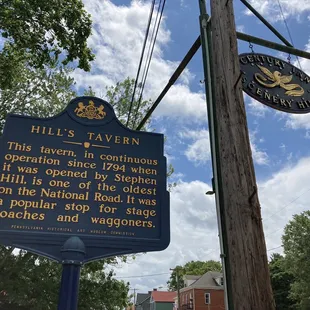 HILL'S TAVERN
This tavern, in continuous
operation since 1794 when
it was opened by Stephen
Hill, is one of the oldest
on the National Road. It was
a popular stop for stage
coaches and waggoners.
PENNSYLVANIA HISTORICAL AND MUSEUM COMMISSION
CENTURY INN
SCENERY HILL